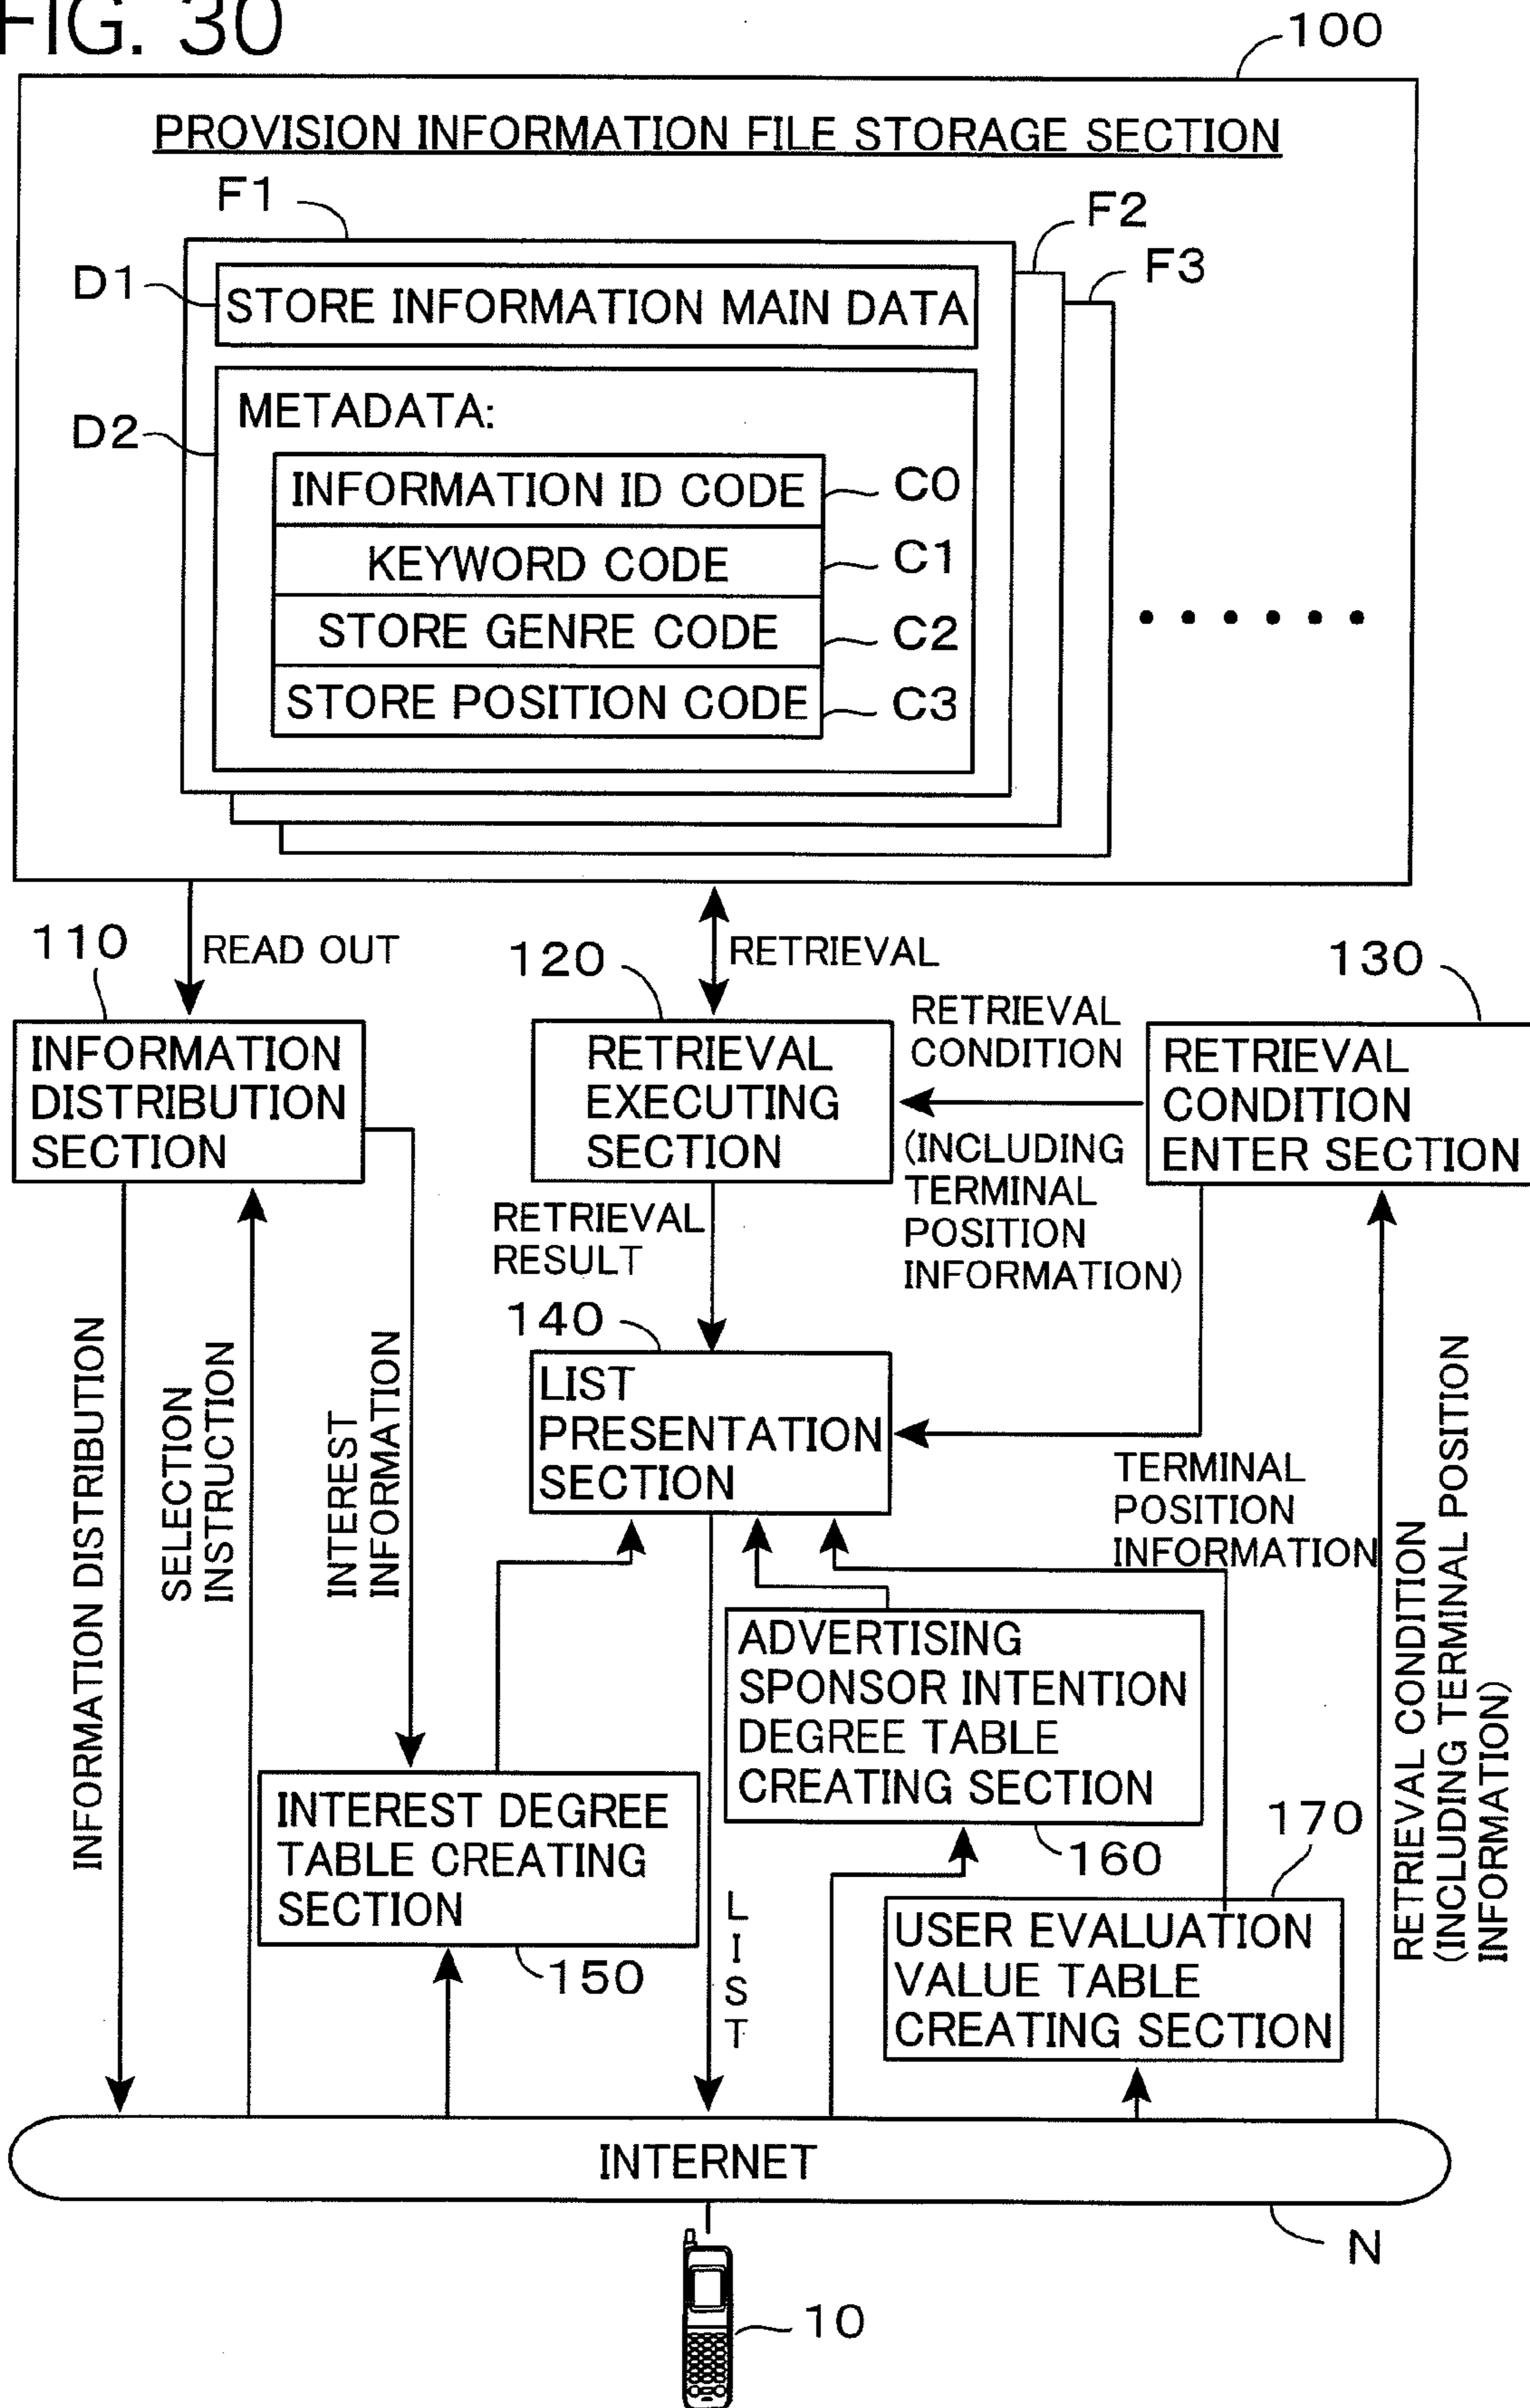 FIG. 30
100
PROVISION INFORMATION FILE STORAGE SECTION
F1
F2
F3
D1
STORE INFORMATION MAIN DATA
D2
METADATA:
INFORMATION ID CODE
C0
KEYWORD CODE
C1
STORE GENRE CODE
C2
STORE POSITION CODE
C3
......
110
READ OUT
120
RETRIEVAL
130
INFORMATION
DISTRIBUTION
SECTION
RETRIEVAL
EXECUTING
SECTION
RETRIEVAL
CONDITION
(INCLUDING
TERMINAL
POSITION
INFORMATION)
RETRIEVAL
CONDITION
ENTER SECTION
RETRIEVAL
RESULT
140
LIST
PRESENTATION
SECTION
INFORMATION DISTRIBUTION
SELECTION
INSTRUCTION
INTEREST
INFORMATION
TERMINAL
POSITION
INFORMATION
RETRIEVAL CONDITION
(INCLUDING TERMINAL POSITION
INFORMATION)
ADVERTISING
SPONSOR INTENTION
DEGREE TABLE
CREATING SECTION
160
INTEREST DEGREE
TABLE CREATING
SECTION
150
LIST
170
USER EVALUATION
VALUE TABLE
CREATING SECTION
INTERNET
N
10